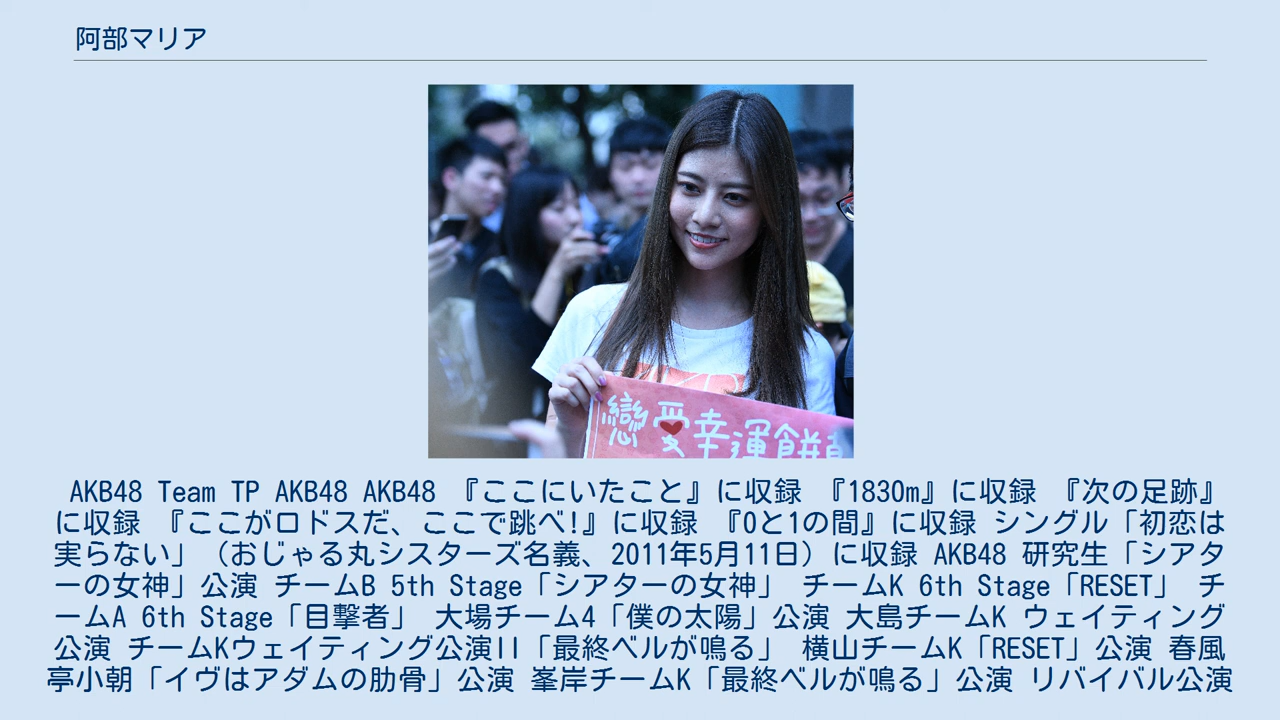 阿部マリア
戀愛幸運餅
AKB48 Team TP AKB48 AKB48 『ここにいたこと』に収録 『1830m』に収録 『次の足跡』
に収録 『ここがロドスだ、ここで跳べ!』に収録 『0と1の間』に収録 シングル「初恋は
実らない」（おじゃる丸シスターズ名義、2011年5月11日）に収録 AKB48 研究生「シアタ
ーの女神」公演 チームB 5th Stage「シアターの女神」 チームK 6th Stage「RESET」 チ
ームA 6th Stage「目撃者」 大場チーム4「僕の太陽」公演 大島チームK ウェイティング
公演 チームKウェイティング公演II「最終ベルが鳴る」 横山チームK「RESET」公演 春風
亭小朝「イヴはアダムの肋骨」公演 峯岸チームK「最終ベルが鳴る」公演 リバイバル公演